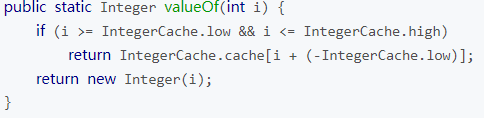 public static Integer valueOf(int i) {
    if (i >= IntegerCache.low && i <= IntegerCache.high)
        return IntegerCache.cache[i + (-IntegerCache.low)];
    return new Integer(i);
}